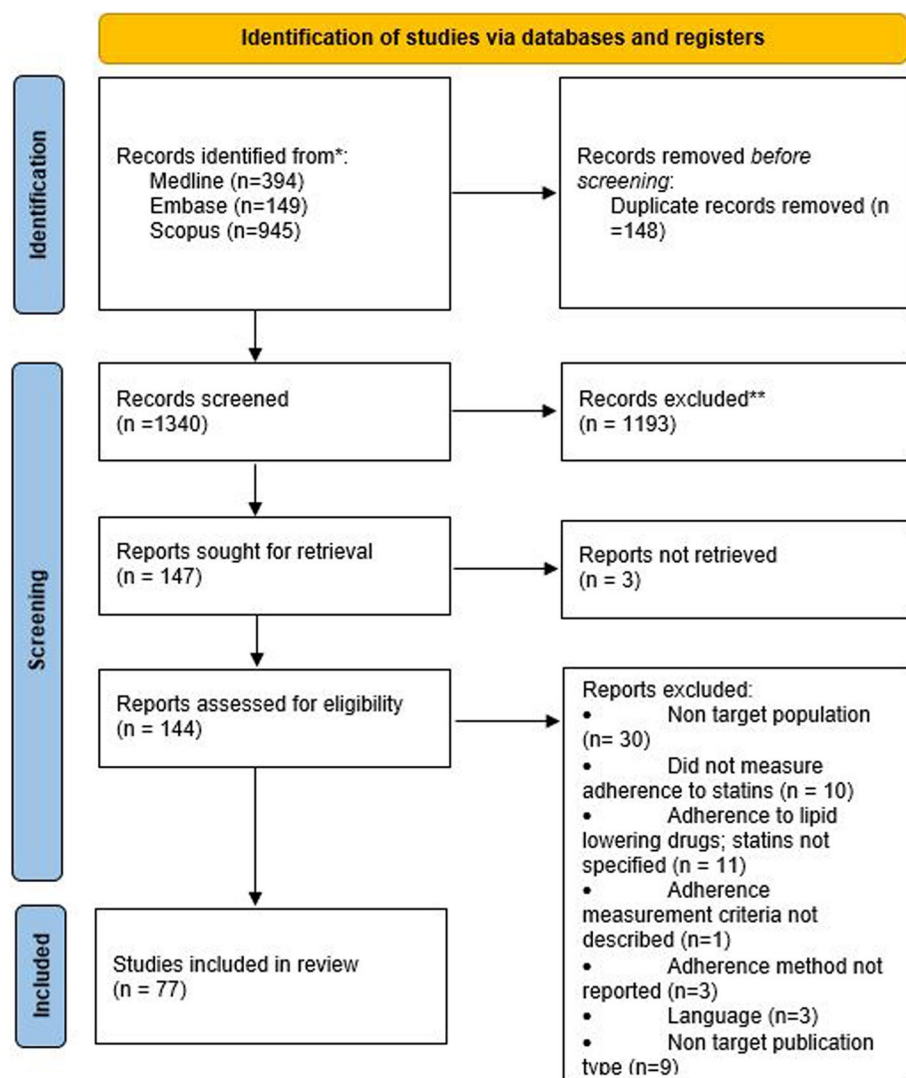 Identification of studies via databases and registers
Identification
Records identified from*:
Medline (n=394)
Embase (n=149)
Scopus (n=945)
Records removed before
screening:
Duplicate records removed (n
=148)
Screening
Records screened
(n =1340)
Records excluded**
(n = 1193)
Reports sought for retrieval
(n = 147)
Reports not retrieved
(n = 3)
Reports assessed for eligibility
(n = 144)
Reports excluded:
• Non target population
(n= 30)
• Did not measure
adherence to statins (n = 10)
• Adherence to lipid
lowering drugs; statins not
specified (n = 11)
• Adherence
measurement criteria not
described (n=1)
• Adherence method not
reported (n=3)
• Language (n=3)
• Non target publication
type (n=9)
Included
Studies included in review
(n = 77)